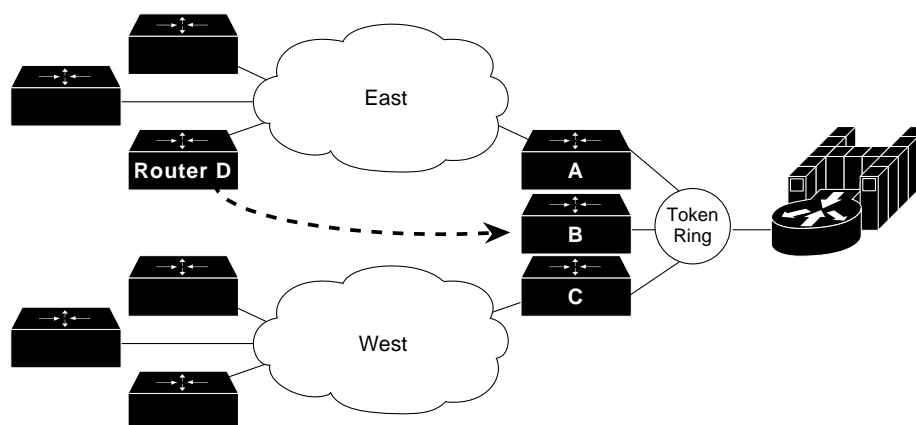 East
Router D
A
B
C
Token
Ring
West